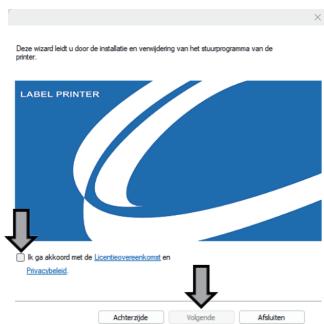 Deze wizard leidt u door de installatie en verwijdering van het stuurprogramma van de
printer.
LABEL PRINTER
Ik ga akkoord met de Licentieovereenkomst en
Privacybeleid.
Achterzijde Volgende Afsluiten